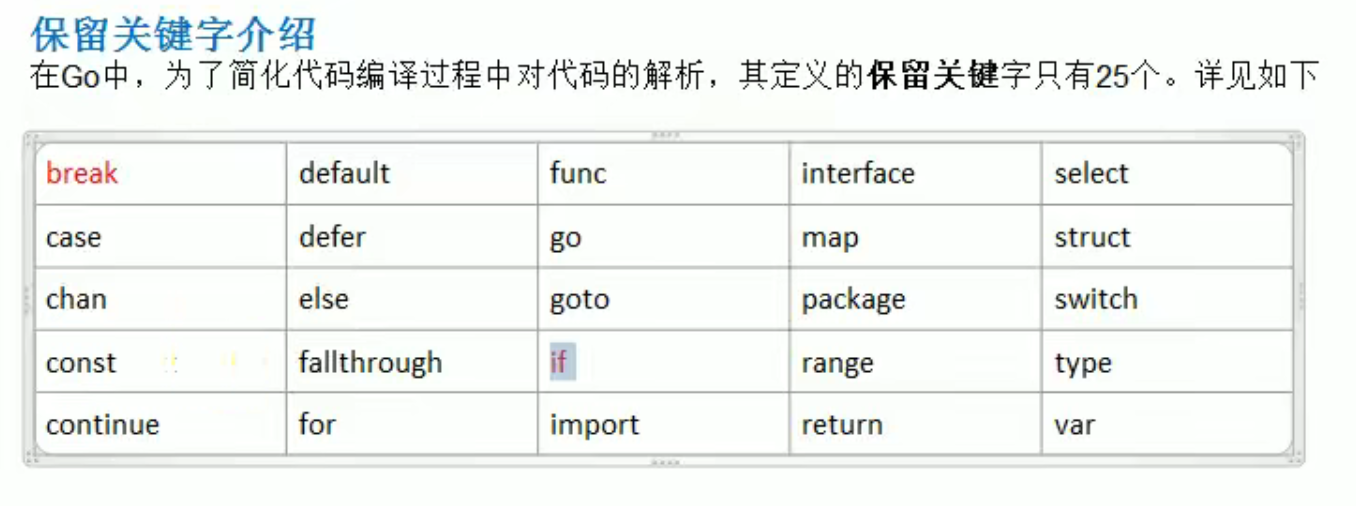 保留关键字介绍
在Go中，为了简化代码编译过程中对代码的解析，其定义的保留关键字只有25个。详见如下
break default func interface select
case defer go map struct
chan else goto package switch
const fallthrough if range type
continue for import return var